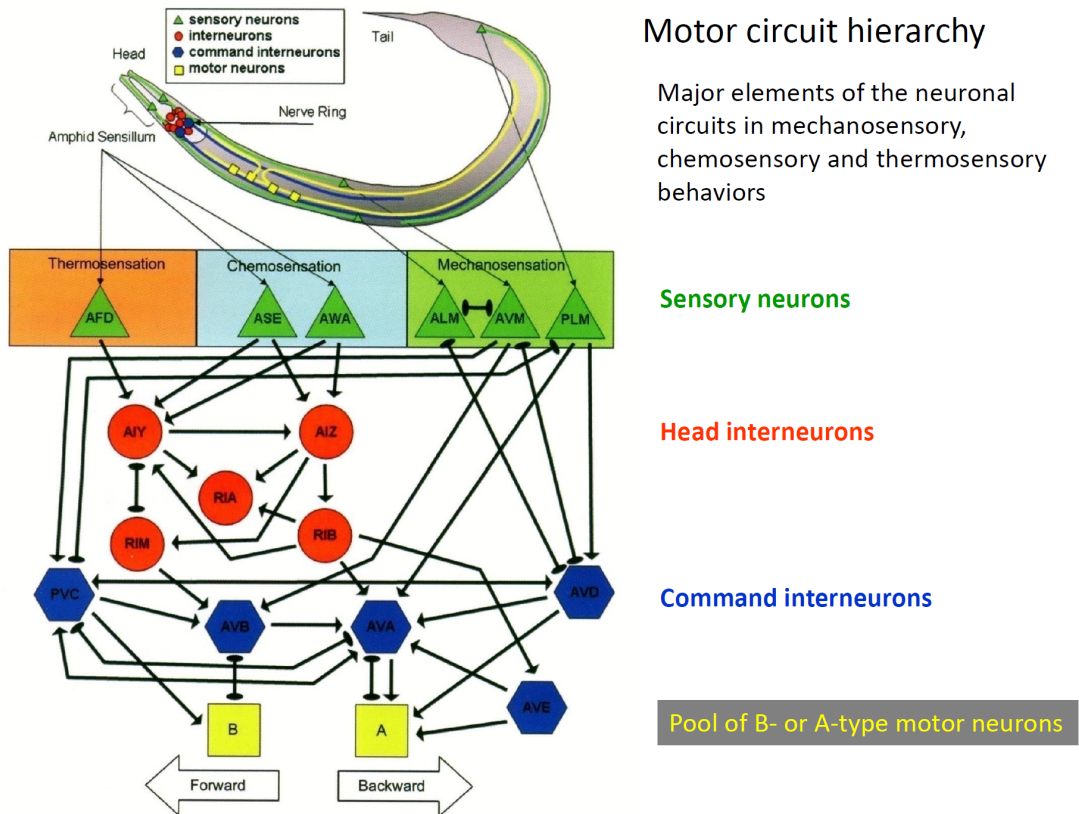 Motor circuit hierarchy
Major elements of the neuronal
circuits in mechanosensory,
chemosensory and thermosensory
behaviors
sensory neurons
interneurons
command interneurons
motor neurons
Tail
Head
Nerve Ring
Amphid Sensillum
Thermosensation
Chemosensation
Mechanosensation
AFD
ASE
AWA
ALM
AVM
PLM
Sensory neurons
AIY
AIZ
Head interneurons
RIA
RIM
RIB
PVC
AVD
Command interneurons
AVB
AVA
AVE
B
A
Pool of B- or A-type motor neurons
Forward
Backward